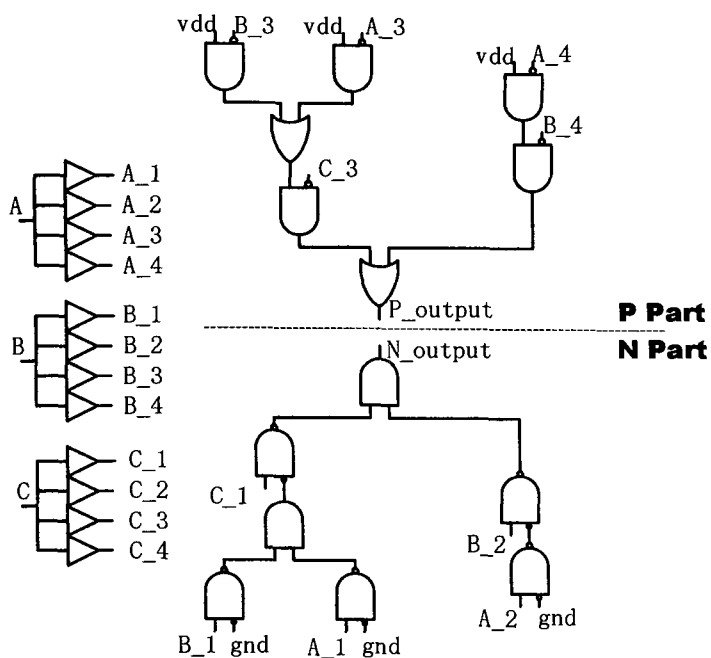 vdd B_3 vdd A_3
vdd A_4
B_4
C_3
A
A_1
A_2
A_3
A_4
P_output
P Part
N Part
N_output
B
B_1
B_2
B_3
B_4
C
C_1
C_2
C_3
C_4
C_1
B_2
B_1 gnd A_1 gnd
A_2 gnd